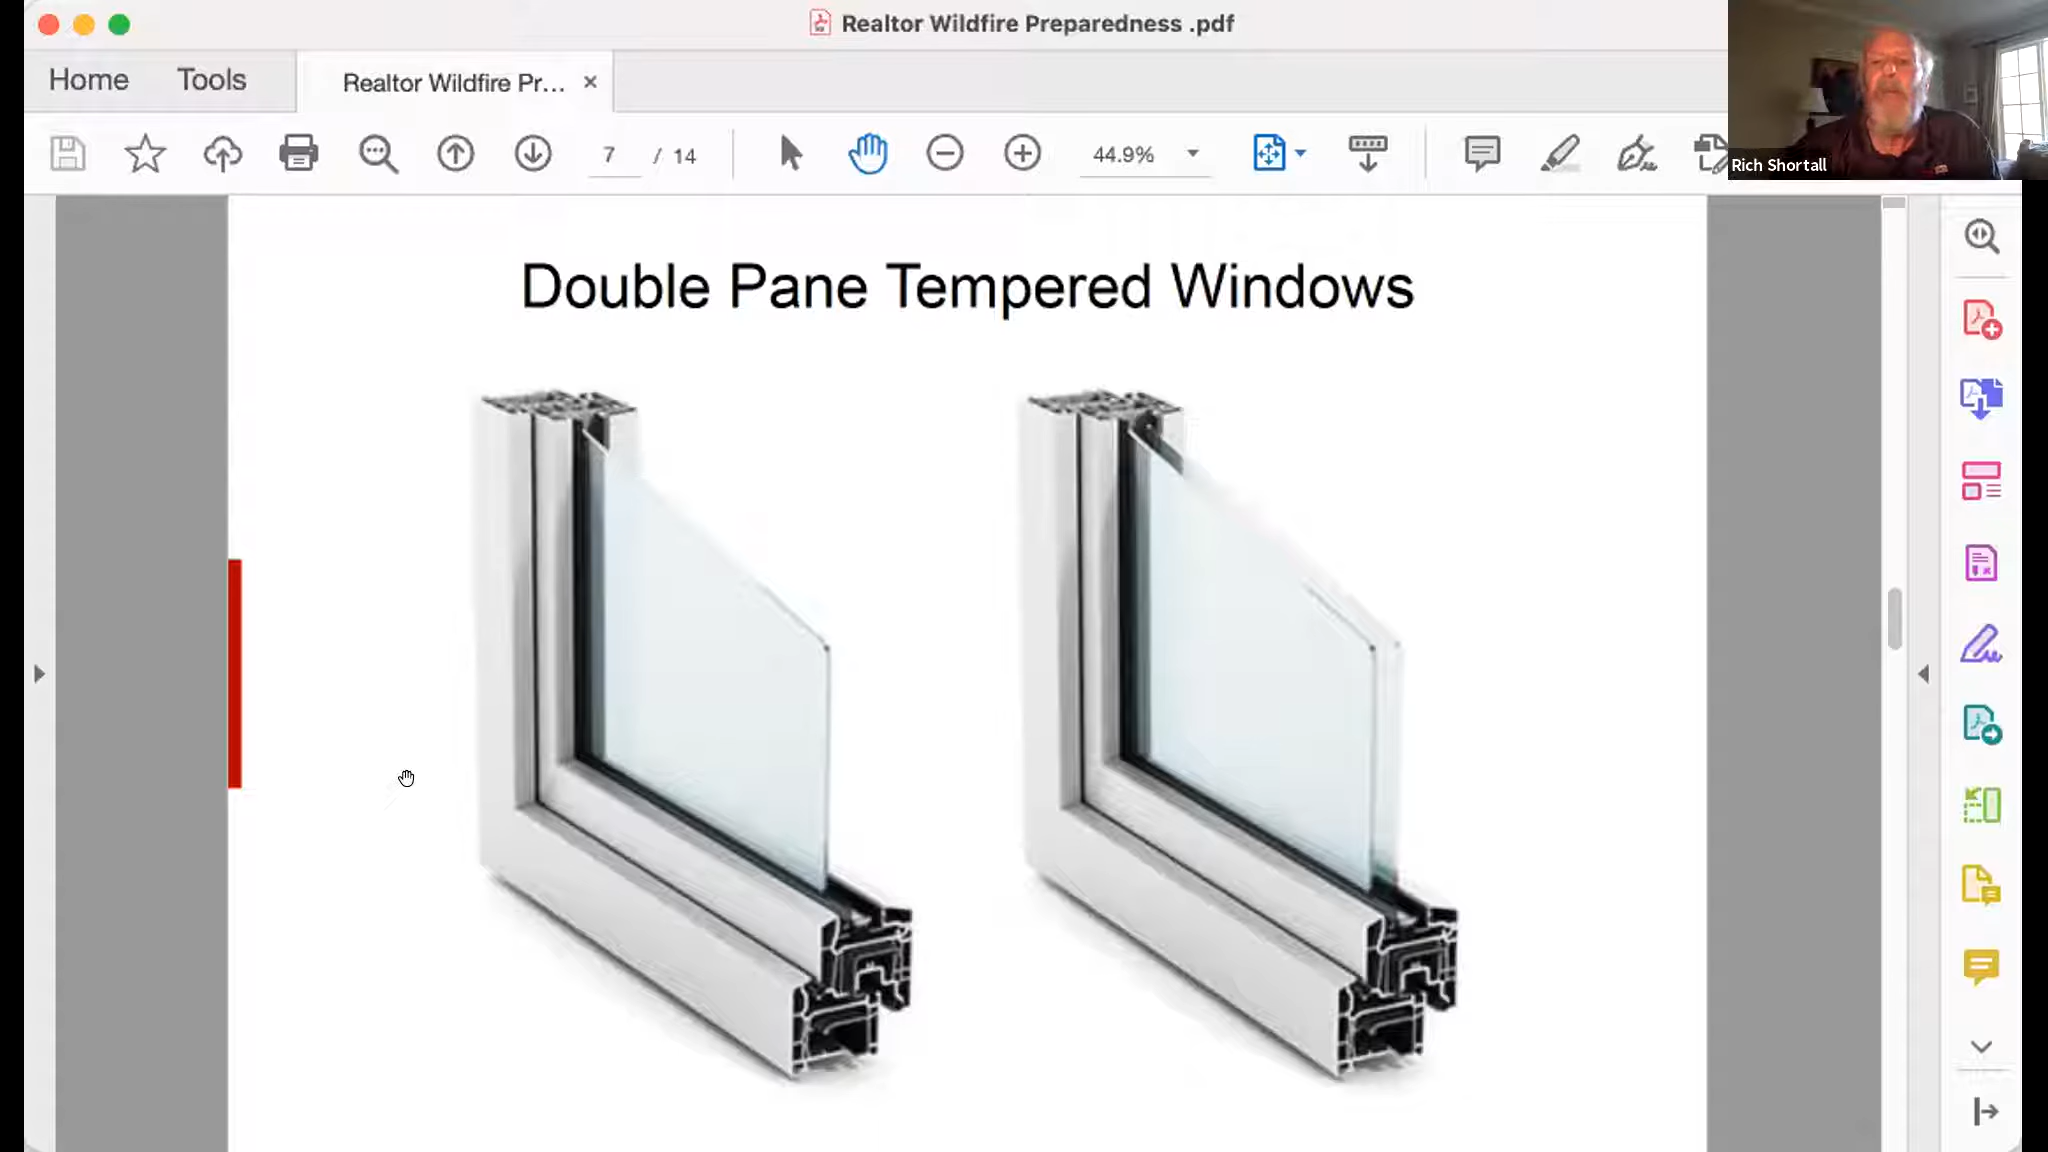 Realtor Wildfire Preparedness .pdf
Home
Tools
Realtor Wildfire Pr...
7 / 14
44.9%
Rich Shortall
Double Pane Tempered Windows